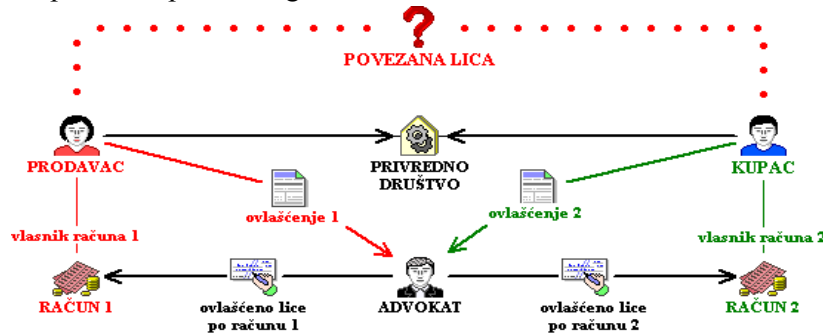 ?
POVEZANA LICA
PRODAVAC
PRIVREDNO
DRUŠTVO
KUPAC
ovlašćenje 1
ovlašćenje 2
vlasnik računa 1
vlasnik računa 2
RAČUN 1
ovlašćeno lice
po računu 1
ADVOKAT
ovlašćeno lice
po računu 2
RAČUN 2